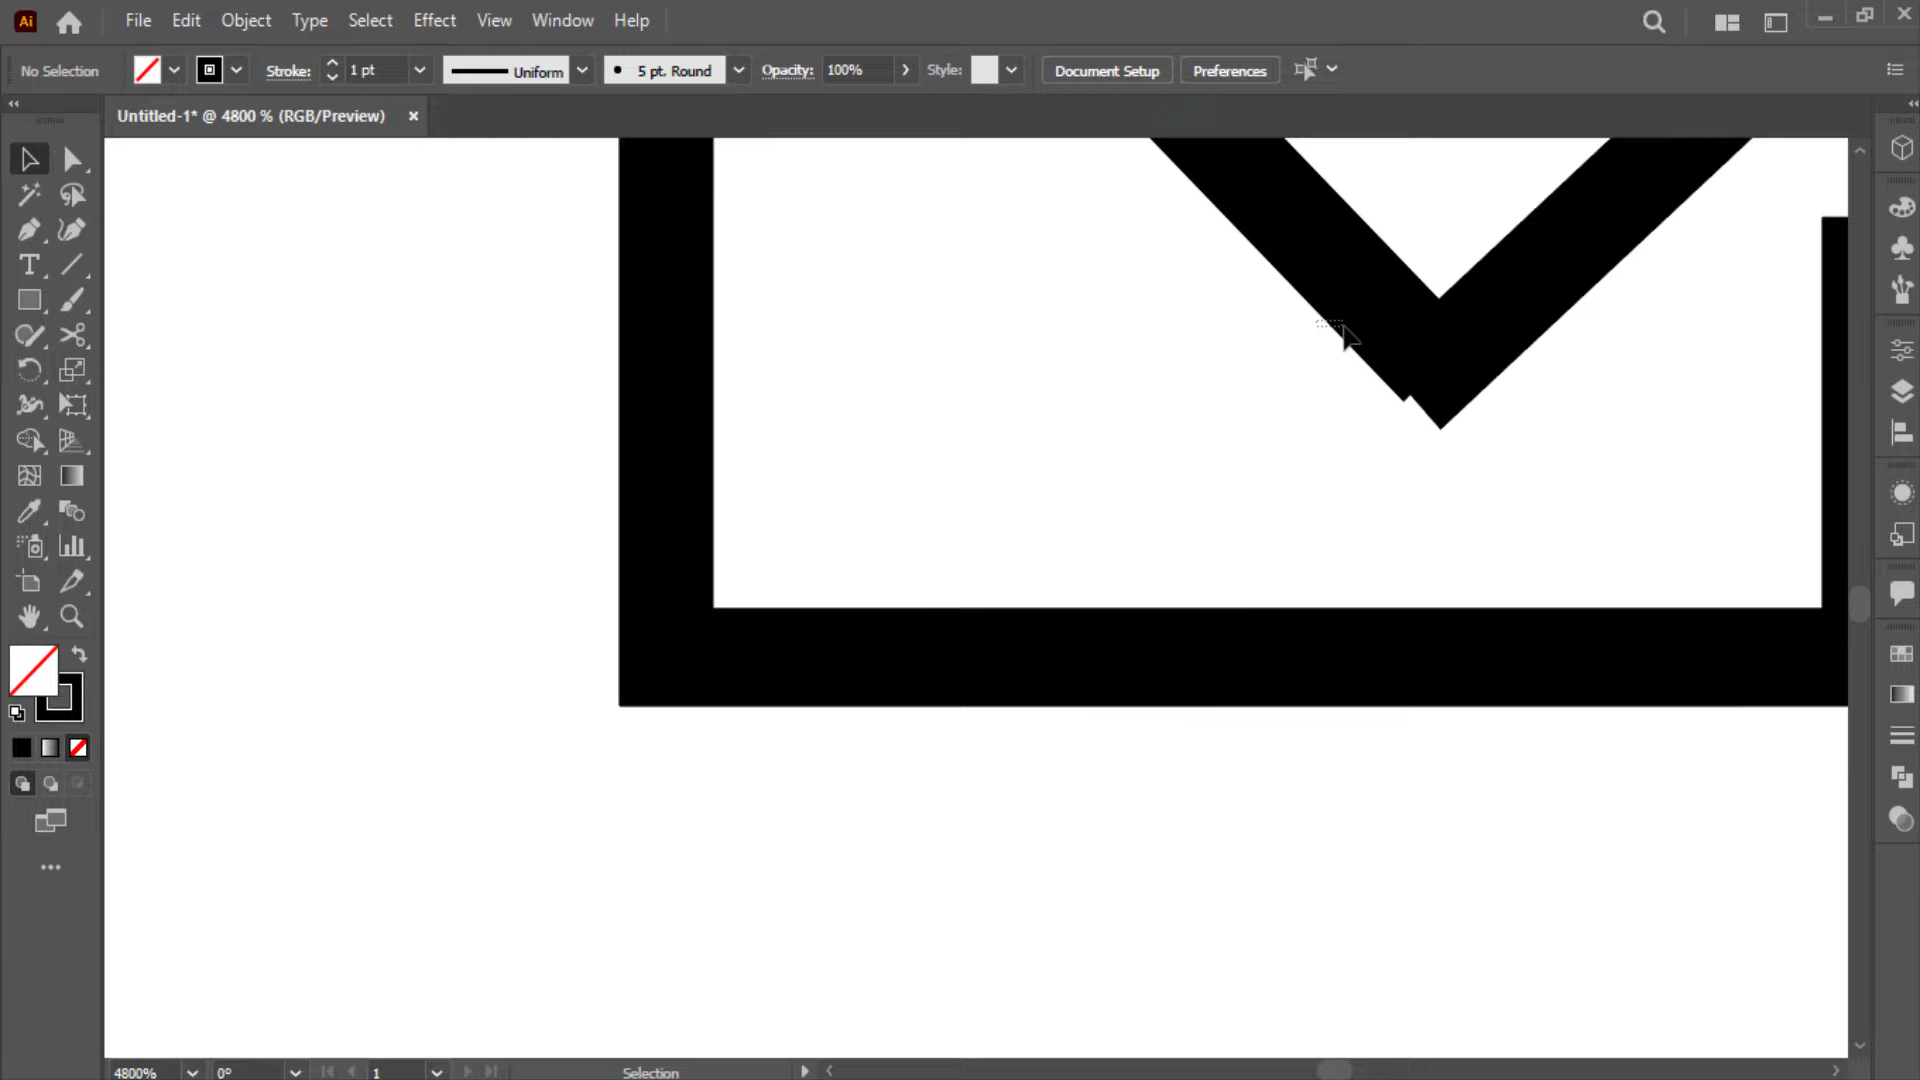 Ai File Edit Object Type Select Effect View Window Help
No Selection Stroke: 1 pt Uniform 5 pt. Round Opacity: 100% Style: Document Setup Preferences
Untitled-1* @ 4800 % (RGB/Preview) ×
4800% 0° 1 Selection